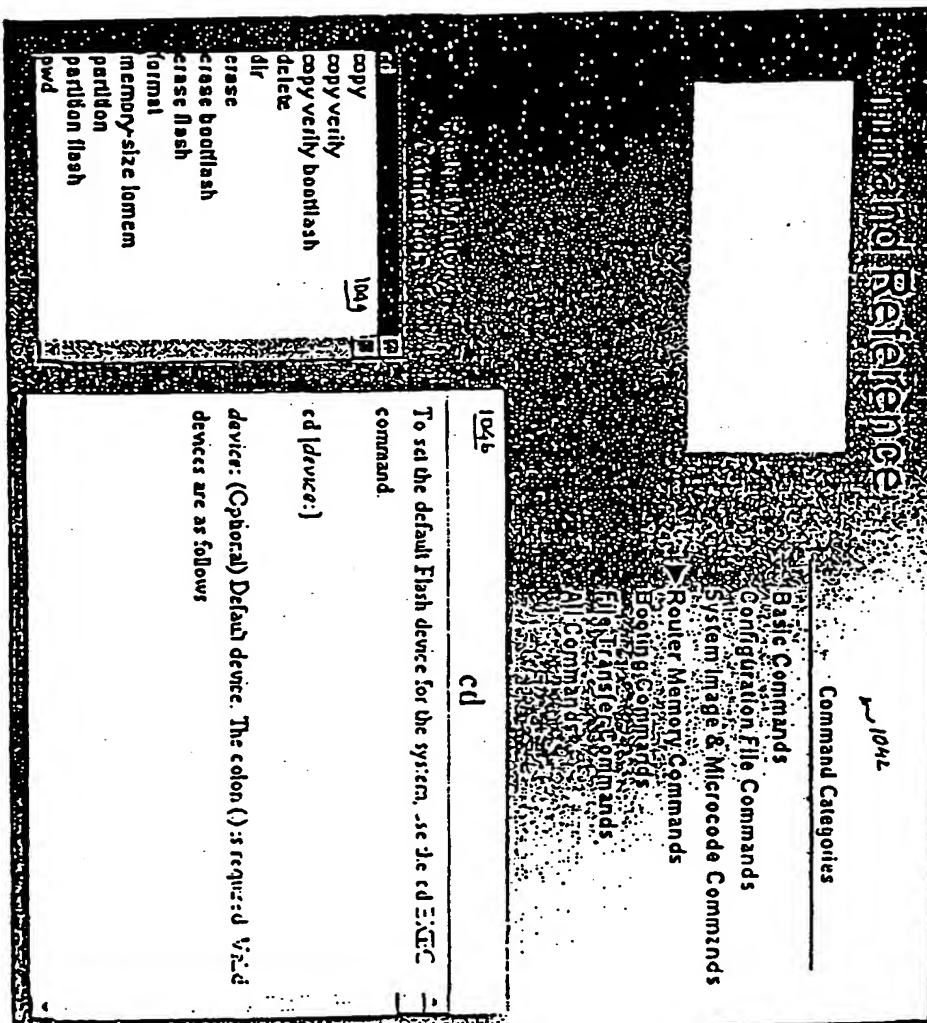 Command Reference
1042
Command Categories
Basic Commands
Configuration File Commands
System Image & Microcode Commands
Router Memory Commands
Booting Commands
File Transfer Commands
All Commands
cd
copy
copy verify
copy verify bootflash
delete
dir
erase
erase bootflash
erase flash
format
memory-size iomem
partition
partition flash
pwd
1044
1046
cd
To set the default Flash device for the system, use the cd EXEC
command.
cd [device:]
device: (Optional) Default device. The colon (:) is required. Valid
devices are as follows